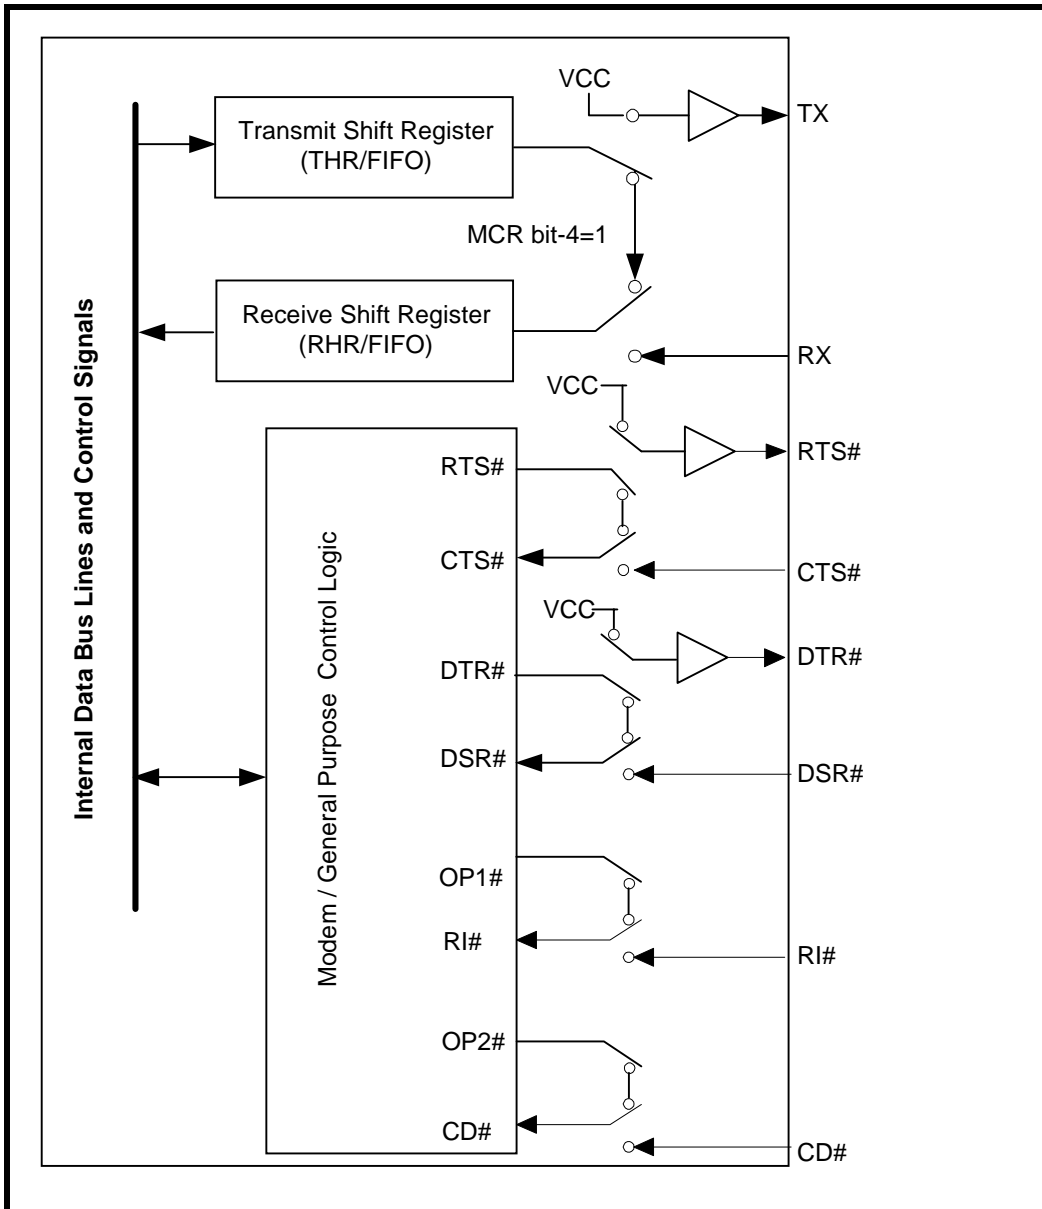 VCC
TX
Transmit Shift Register
(THR/FIFO)
MCR bit-4=1
Receive Shift Register
(RHR/FIFO)
RX
VCC
RTS#
RTS#
CTS#
CTS#
VCC
DTR#
DTR#
DSR#
DSR#
OP1#
RI#
RI#
OP2#
CD#
CD#
Internal Data Bus Lines and Control Signals
Modem / General Purpose Control Logic